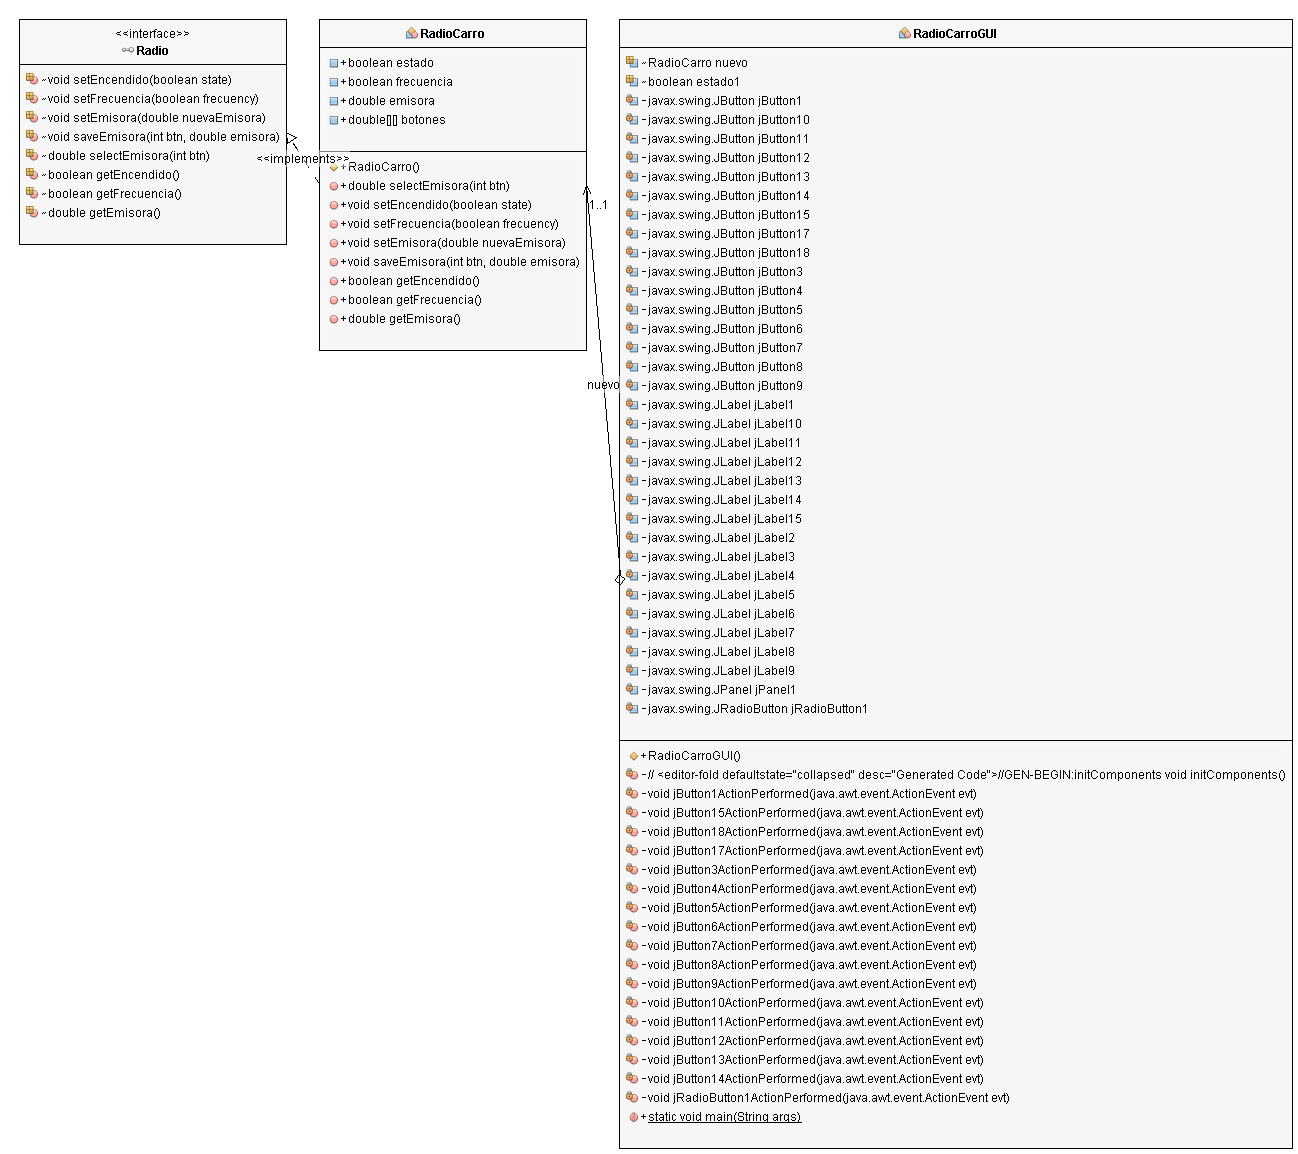 <<interface>>
Radio
~void setEncendido(boolean state)
~void setFrecuencia(boolean frecuency)
~void setEmisora(double nuevaEmisora)
~void saveEmisora(int btn, double emisora)
~double selectEmisora(int btn)
~boolean getEncendido()
~boolean getFrecuencia()
~double getEmisora()
<<implements>>
RadioCarro
+boolean estado
+boolean frecuencia
+double emisora
+double[][] botones
+RadioCarro()
+double selectEmisora(int btn)
+void setEncendido(boolean state)
+void setFrecuencia(boolean frecuency)
+void setEmisora(double nuevaEmisora)
+void saveEmisora(int btn, double emisora)
+boolean getEncendido()
+boolean getFrecuencia()
+double getEmisora()
1..1
nuevo
RadioCarroGUI
~RadioCarro nuevo
~boolean estado1
-javax.swing.JButton jButton1
-javax.swing.JButton jButton10
-javax.swing.JButton jButton11
-javax.swing.JButton jButton12
-javax.swing.JButton jButton13
-javax.swing.JButton jButton14
-javax.swing.JButton jButton15
-javax.swing.JButton jButton17
-javax.swing.JButton jButton18
-javax.swing.JButton jButton3
-javax.swing.JButton jButton4
-javax.swing.JButton jButton5
-javax.swing.JButton jButton6
-javax.swing.JButton jButton7
-javax.swing.JButton jButton8
-javax.swing.JButton jButton9
-javax.swing.JLabel jLabel1
-javax.swing.JLabel jLabel10
-javax.swing.JLabel jLabel11
-javax.swing.JLabel jLabel12
-javax.swing.JLabel jLabel13
-javax.swing.JLabel jLabel14
-javax.swing.JLabel jLabel15
-javax.swing.JLabel jLabel2
-javax.swing.JLabel jLabel3
-javax.swing.JLabel jLabel4
-javax.swing.JLabel jLabel5
-javax.swing.JLabel jLabel6
-javax.swing.JLabel jLabel7
-javax.swing.JLabel jLabel8
-javax.swing.JLabel jLabel9
-javax.swing.JPanel jPanel1
-javax.swing.JRadioButton jRadioButton1
+RadioCarroGUI()
-// <editor-fold defaultstate="collapsed" desc="Generated Code">//GEN-BEGIN:initComponents void initComponents()
-void jButton1ActionPerformed(java.awt.event.ActionEvent evt)
-void jButton15ActionPerformed(java.awt.event.ActionEvent evt)
-void jButton18ActionPerformed(java.awt.event.ActionEvent evt)
-void jButton17ActionPerformed(java.awt.event.ActionEvent evt)
-void jButton3ActionPerformed(java.awt.event.ActionEvent evt)
-void jButton4ActionPerformed(java.awt.event.ActionEvent evt)
-void jButton5ActionPerformed(java.awt.event.ActionEvent evt)
-void jButton6ActionPerformed(java.awt.event.ActionEvent evt)
-void jButton7ActionPerformed(java.awt.event.ActionEvent evt)
-void jButton8ActionPerformed(java.awt.event.ActionEvent evt)
-void jButton9ActionPerformed(java.awt.event.ActionEvent evt)
-void jButton10ActionPerformed(java.awt.event.ActionEvent evt)
-void jButton11ActionPerformed(java.awt.event.ActionEvent evt)
-void jButton12ActionPerformed(java.awt.event.ActionEvent evt)
-void jButton13ActionPerformed(java.awt.event.ActionEvent evt)
-void jButton14ActionPerformed(java.awt.event.ActionEvent evt)
-void jRadioButton1ActionPerformed(java.awt.event.ActionEvent evt)
+static void main(String args)